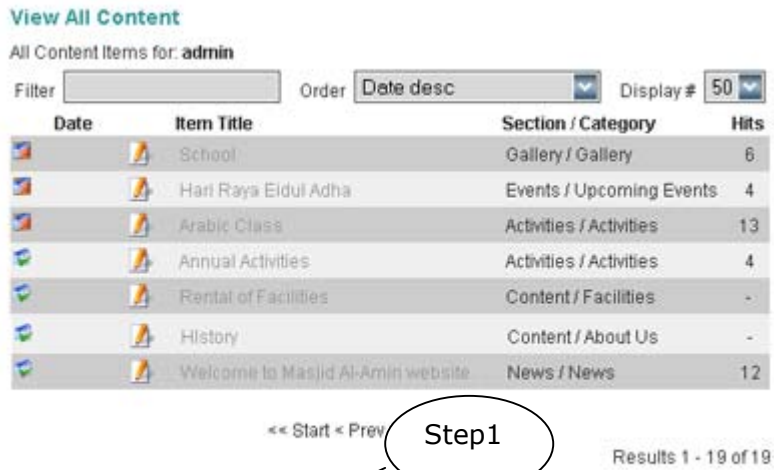 View All Content
All Content Items for: admin
Filter Order Date desc Display # 50
Date Item Title Section / Category Hits
School Gallery / Gallery 6
Hari Raya Eidul Adha Events / Upcoming Events 4
Arabic Class Activities / Activities 13
Annual Activities Activities / Activities 4
Rental of Facilities Content / Facilities -
History Content / About Us -
Welcome to Masjid Al-Amin website News / News 12
<< Start < Prev
Step1
Results 1 - 19 of 19